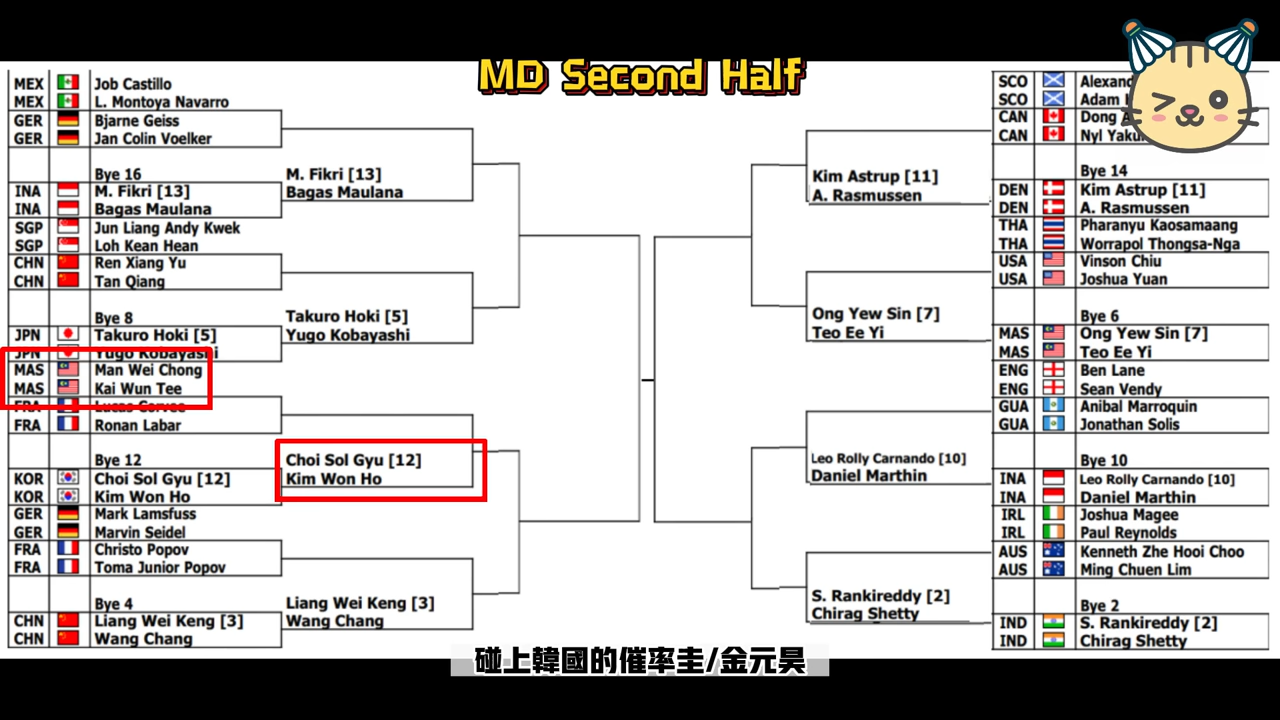 MD Second Half
MEX Job Castillo
MEX L. Montoya Navarro
GER Bjarne Geiss
GER Jan Colin Voelker
Bye 16
INA M. Fikri [13]
INA Bagas Maulana
SGP Jun Liang Andy Kwek
SGP Loh Kean Hean
CHN Ren Xiang Yu
CHN Tan Qiang
Bye 8
JPN Takuro Hoki [5]
JPN Yugo Kobayashi
MAS Man Wei Chong
MAS Kai Wun Tee
FRA Lucas Corvee
FRA Ronan Labar
Bye 12
KOR Choi Sol Gyu [12]
KOR Kim Won Ho
GER Mark Lamsfuss
GER Marvin Seidel
FRA Christo Popov
FRA Toma Junior Popov
Bye 4
CHN Liang Wei Keng [3]
CHN Wang Chang
M. Fikri [13]
Bagas Maulana
Takuro Hoki [5]
Yugo Kobayashi
Choi Sol Gyu [12]
Kim Won Ho
Liang Wei Keng [3]
Wang Chang
Kim Astrup [11]
A. Rasmussen
Ong Yew Sin [7]
Teo Ee Yi
Leo Rolly Carnando [10]
Daniel Marthin
S. Rankireddy [2]
Chirag Shetty
SCO Alexand
SCO Adam
CAN Dong
CAN Nyl Yaku
Bye 14
DEN Kim Astrup [11]
DEN A. Rasmussen
THA Pharanyu Kaosamaang
THA Worrapol Thongsa-Nga
USA Vinson Chiu
USA Joshua Yuan
Bye 6
MAS Ong Yew Sin [7]
MAS Teo Ee Yi
ENG Ben Lane
ENG Sean Vendy
GUA Anibal Marroquin
GUA Jonathan Solis
Bye 10
INA Leo Rolly Carnando [10]
INA Daniel Marthin
IRL Joshua Magee
IRL Paul Reynolds
AUS Kenneth Zhe Hooi Choo
AUS Ming Chuen Lim
Bye 2
IND S. Rankireddy [2]
IND Chirag Shetty
碰上韓國的催率圭/金元昊